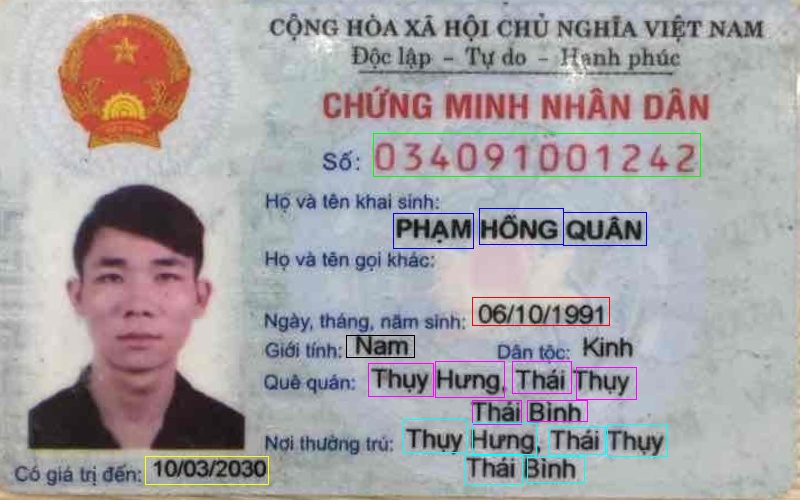 CỘNG HÒA XÃ HỘI CHỦ NGHĨA VIỆT NAM
Độc lập - Tự do - Hạnh phúc
CHỨNG MINH NHÂN DÂN
Số: 034091001242
Họ và tên khai sinh:
PHẠM HỒNG QUÂN
Họ và tên gọi khác:
Ngày, tháng, năm sinh: 06/10/1991
Giới tính: Nam Dân tộc: Kinh
Quê quán: Thụy Hưng, Thái Thụy
Thái Bình
Nơi thường trú: Thụy Hưng, Thái Thụy
Thái Bình
Có giá trị đến: 10/03/2030